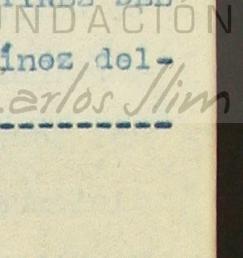 UNDACIÓN
ínez del-
Carlos Slim
-----------